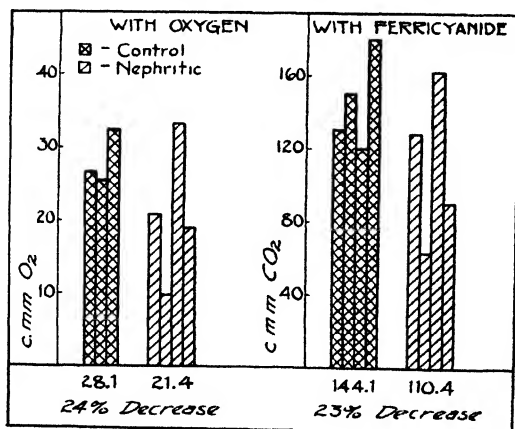 WITH OXYGEN
- Control
- Nephritic
40
30
20
10
c.mm O2
28.1 21.4
24% Decrease
WITH FERRICYANIDE
160
120
80
40
c mm CO2
144.1 110.4
23% Decrease